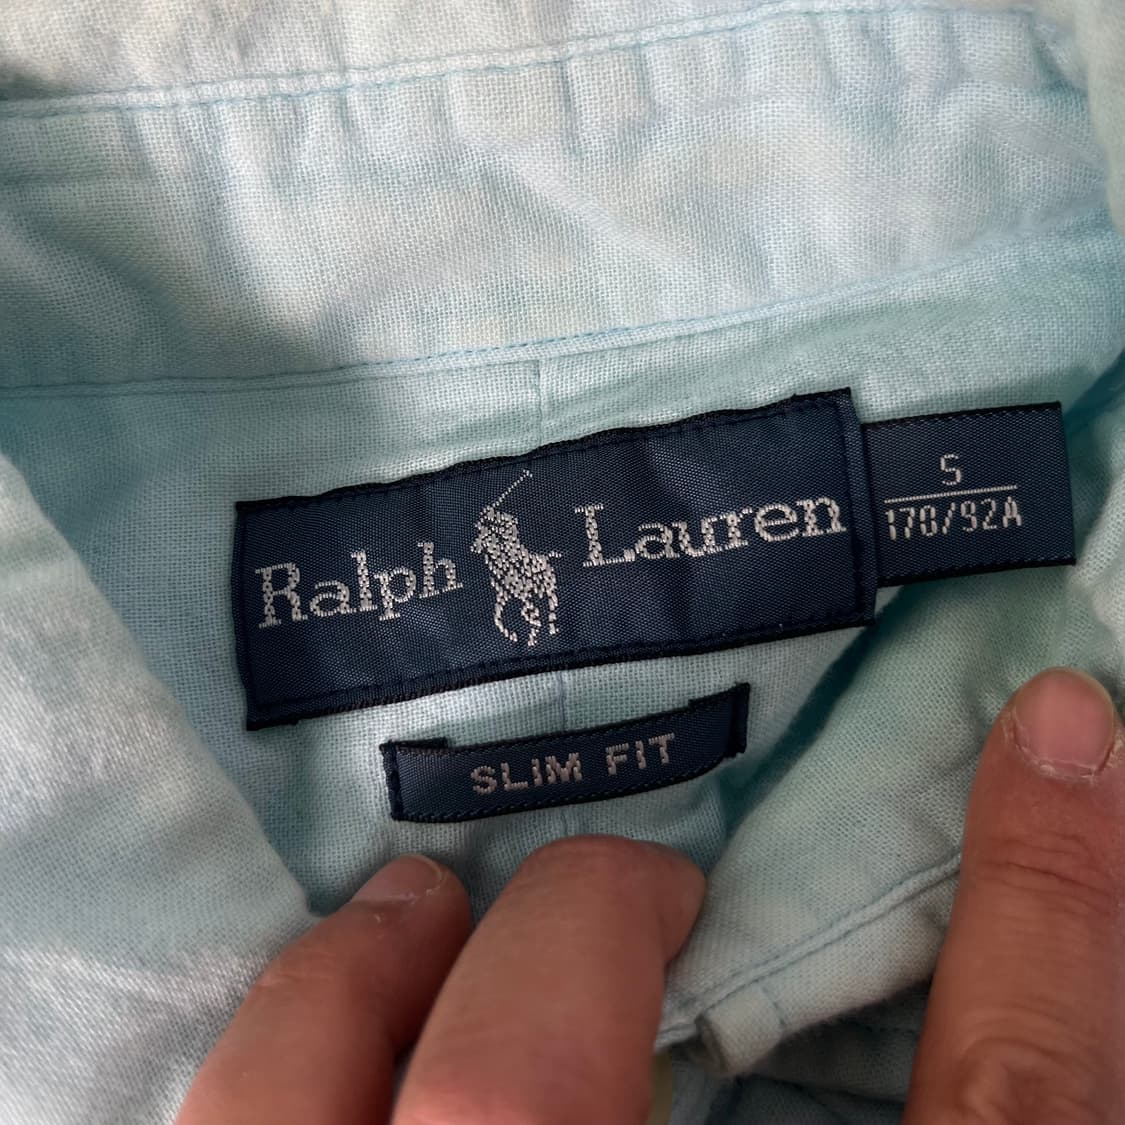 Ralph Lauren
S
170/92A
SLIM FIT